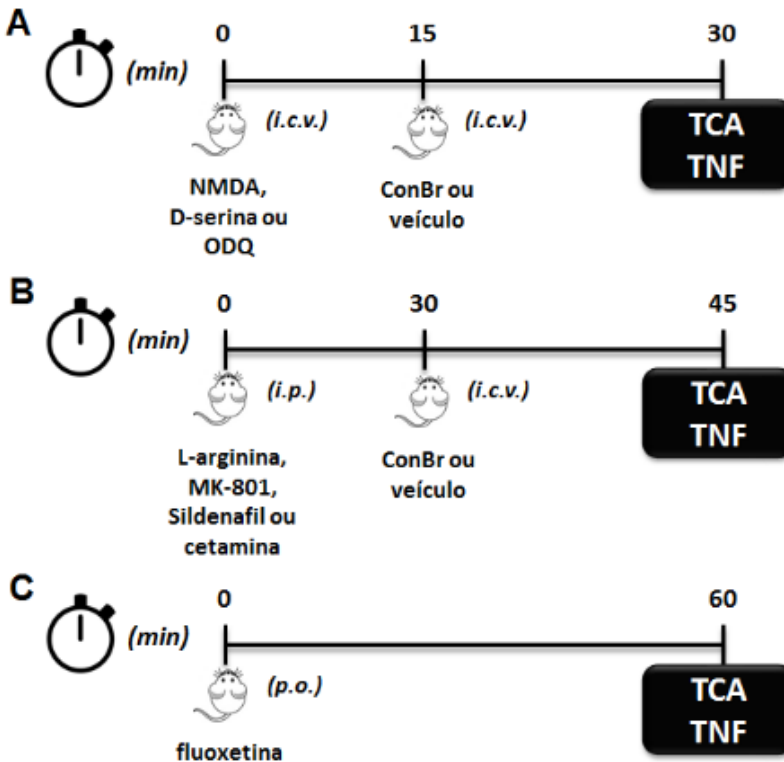 A
0 15 30
(min)
(i.c.v.) (i.c.v.)
TCA
TNF
NMDA,
D-serina ou
ODQ
ConBr ou
veículo
B
0 30 45
(min)
(i.p.) (i.c.v.)
TCA
TNF
L-arginina,
MK-801,
Sildenafil ou
cetamina
ConBr ou
veículo
C
0 60
(min)
(p.o.)
TCA
TNF
fluoxetina